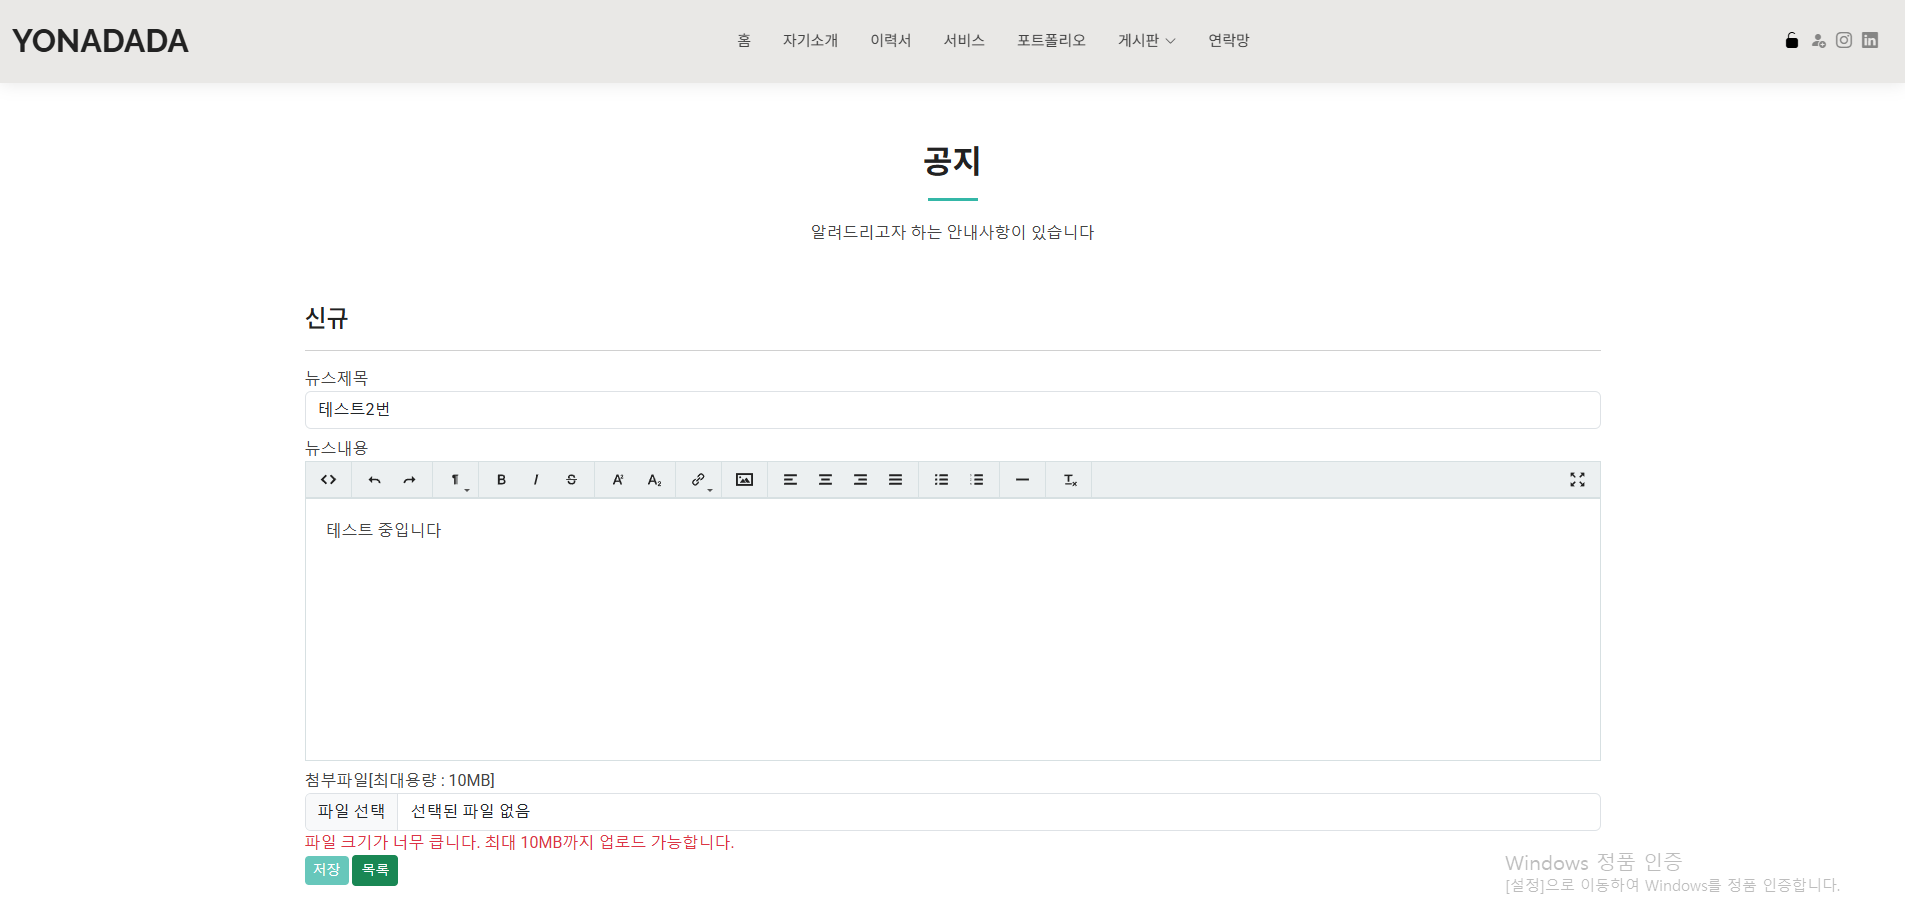 YONADADA
홈 자기소개 이력서 서비스 포트폴리오 게시판 연락망
공지
알려드리고자 하는 안내사항이 있습니다
신규
뉴스제목
테스트2번
뉴스내용
테스트 중입니다
첨부파일[최대용량 : 10MB]
파일 선택 선택된 파일 없음
파일 크기가 너무 큽니다. 최대 10MB까지 업로드 가능합니다.
저장 목록
Windows 정품 인증
[설정]으로 이동하여 Windows를 정품 인증합니다.